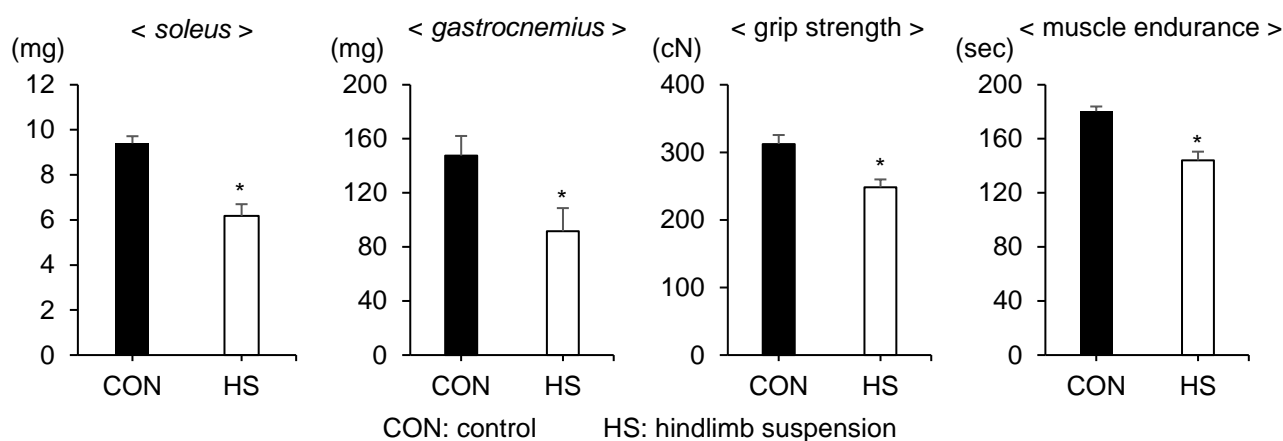 < soleus >
(mg)
12
10
8
6
4
2
0
*
CON HS
< gastrocnemius >
(mg)
200
160
120
80
40
0
*
CON HS
< grip strength >
(cN)
400
300
200
100
0
*
CON HS
< muscle endurance >
(sec)
200
160
120
80
40
0
*
CON HS
CON: control HS: hindlimb suspension